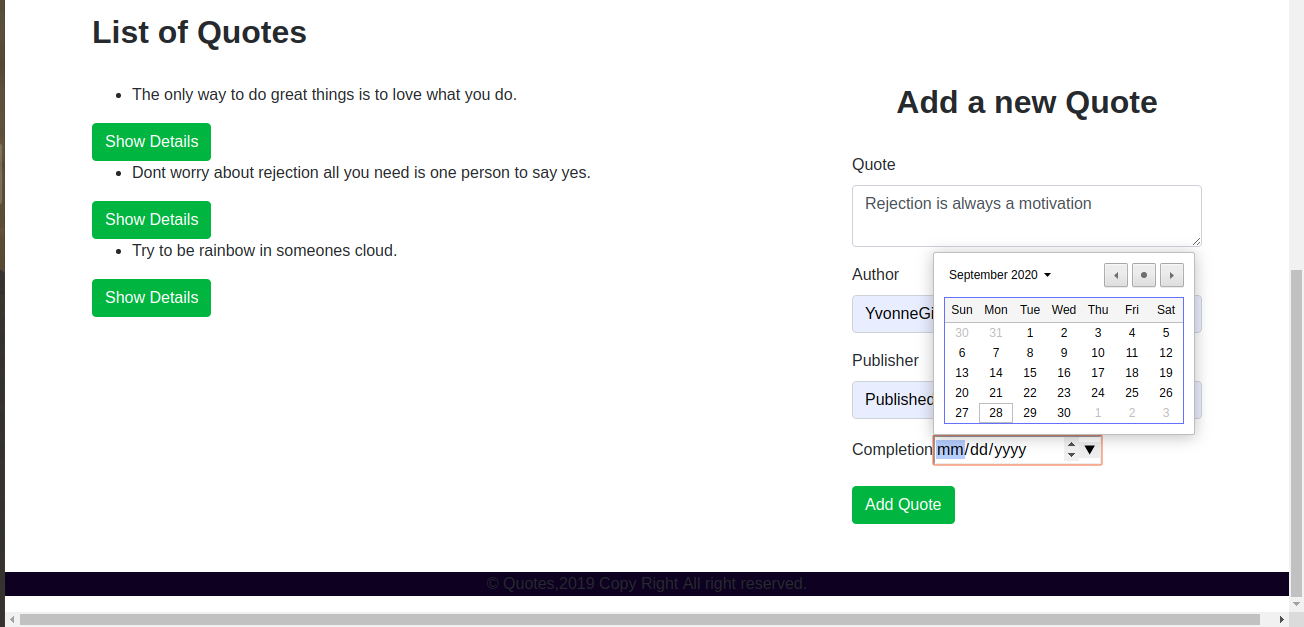 List of Quotes
The only way to do great things is to love what you do.
Show Details
Dont worry about rejection all you need is one person to say yes.
Show Details
Try to be rainbow in someones cloud.
Show Details
Add a new Quote
Quote
Rejection is always a motivation
Author
YvonneGi
Publisher
Published
September 2020
Sun Mon Tue Wed Thu Fri Sat
30 31 1 2 3 4 5
6 7 8 9 10 11 12
13 14 15 16 17 18 19
20 21 22 23 24 25 26
27 28 29 30 1 2 3
Completion mm/dd/yyyy
Add Quote
© Quotes,2019 Copy Right All right reserved.